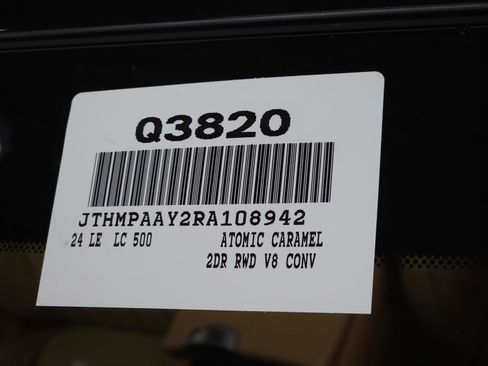 Q3820
JTHMPAAY2RA108942
24 LE LC 500 ATOMIC CARAMEL
2DR RWD V8 CONV